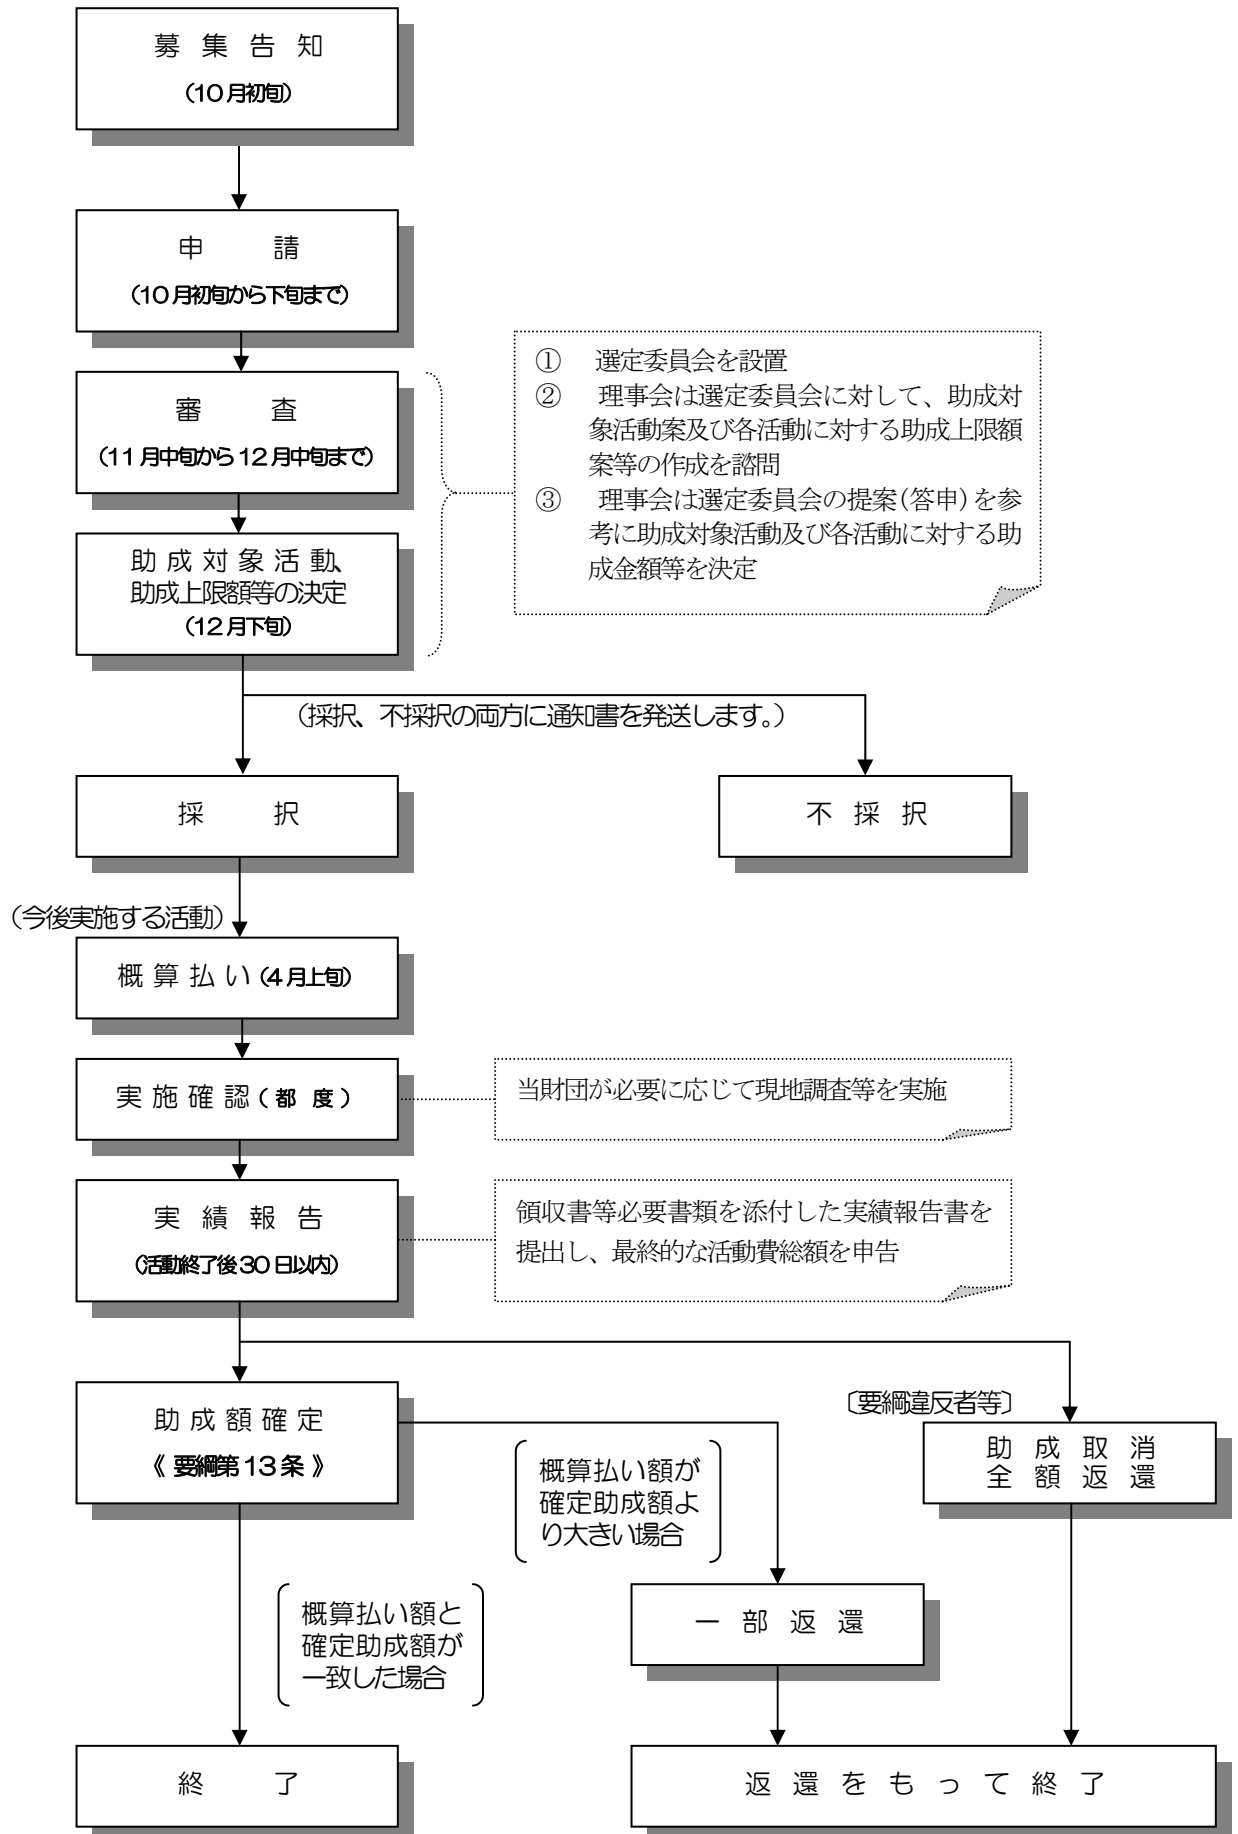 募集告知
（10月初旬）
申　請
（10月初旬から下旬まで）
① 選定委員会を設置
② 理事会は選定委員会に対して、助成対
象活動案及び各活動に対する助成上限額
案等の作成を諮問
③ 理事会は選定委員会の提案（答申）を参
考に助成対象活動及び各活動に対する助
成金額等を決定
審　査
（11月中旬から12月中旬まで）
助成対象活動、
助成上限額等の決定
（12月下旬）
（採択、不採択の両方に通知書を発送します。）
採　択
不採択
（今後実施する活動）
概算払い（4月上旬）
実施確認（都度）
当財団が必要に応じて現地調査等を実施
実績報告
（活動終了後30日以内）
領収書等必要書類を添付した実績報告書を
提出し、最終的な活動費総額を申告
助成額確定
《要綱第13条》
〔要綱違反者等〕
助成取消
全額返還
概算払い額が
確定助成額よ
り大きい場合
一部返還
概算払い額と
確定助成額が
一致した場合
終　了
返還をもって終了